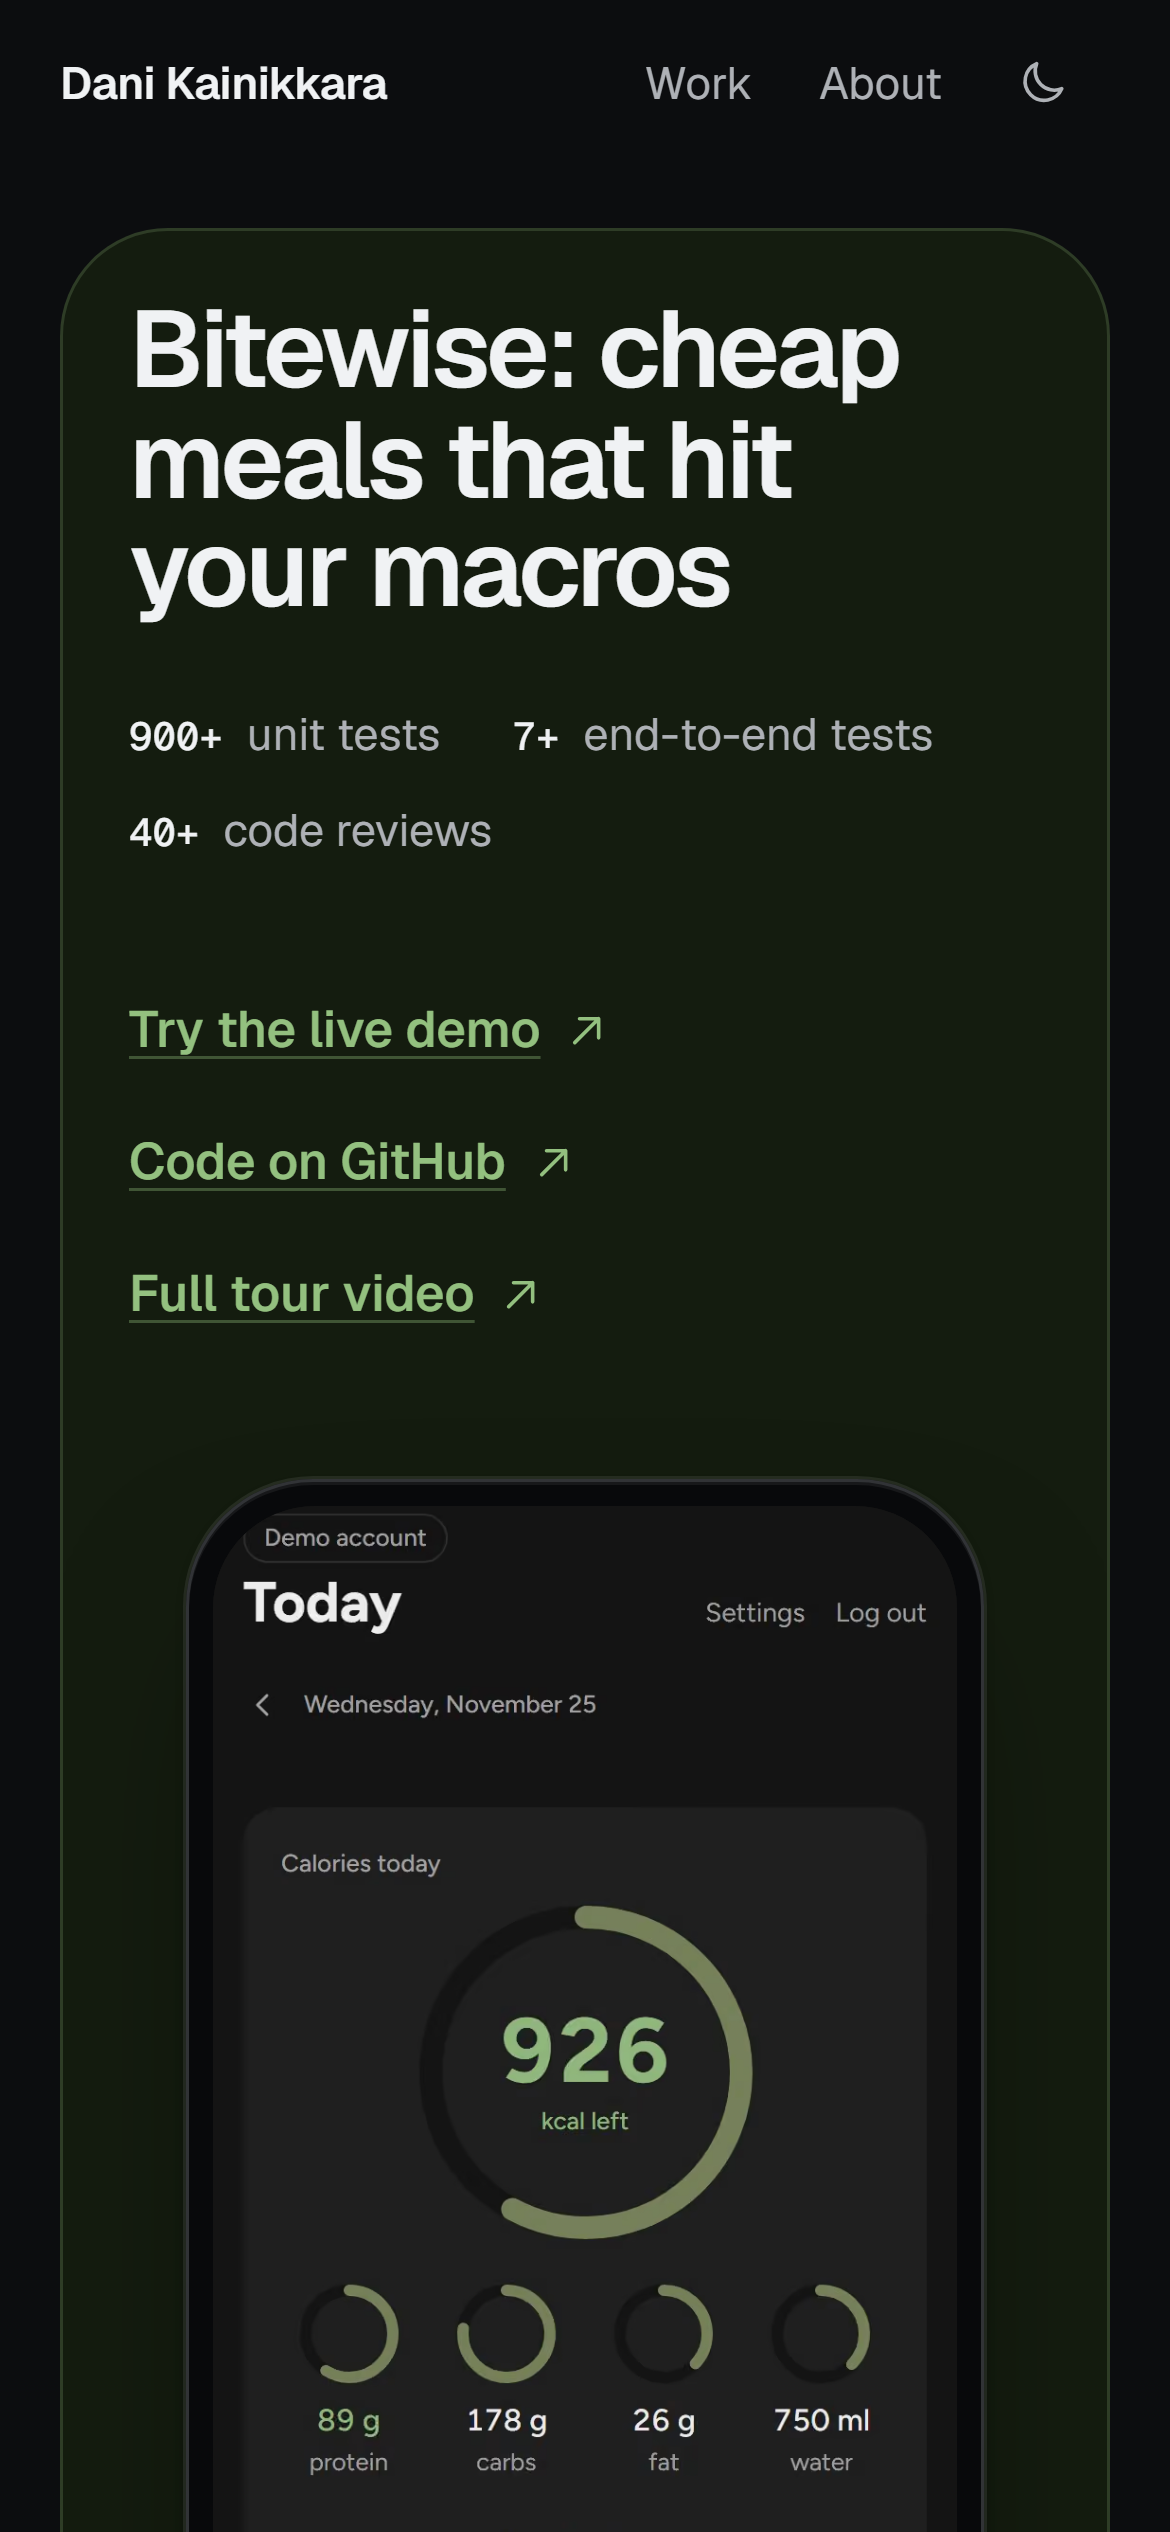 Dani Kainikkara Work About
Bitewise: cheap
meals that hit
your macros
900+ unit tests 7+ end-to-end tests
40+ code reviews
Try the live demo ↗
Code on GitHub ↗
Full tour video ↗
Demo account
Today Settings Log out
Wednesday, November 25
Calories today
926
kcal left
89 g 178 g 26 g 750 ml
protein carbs fat water